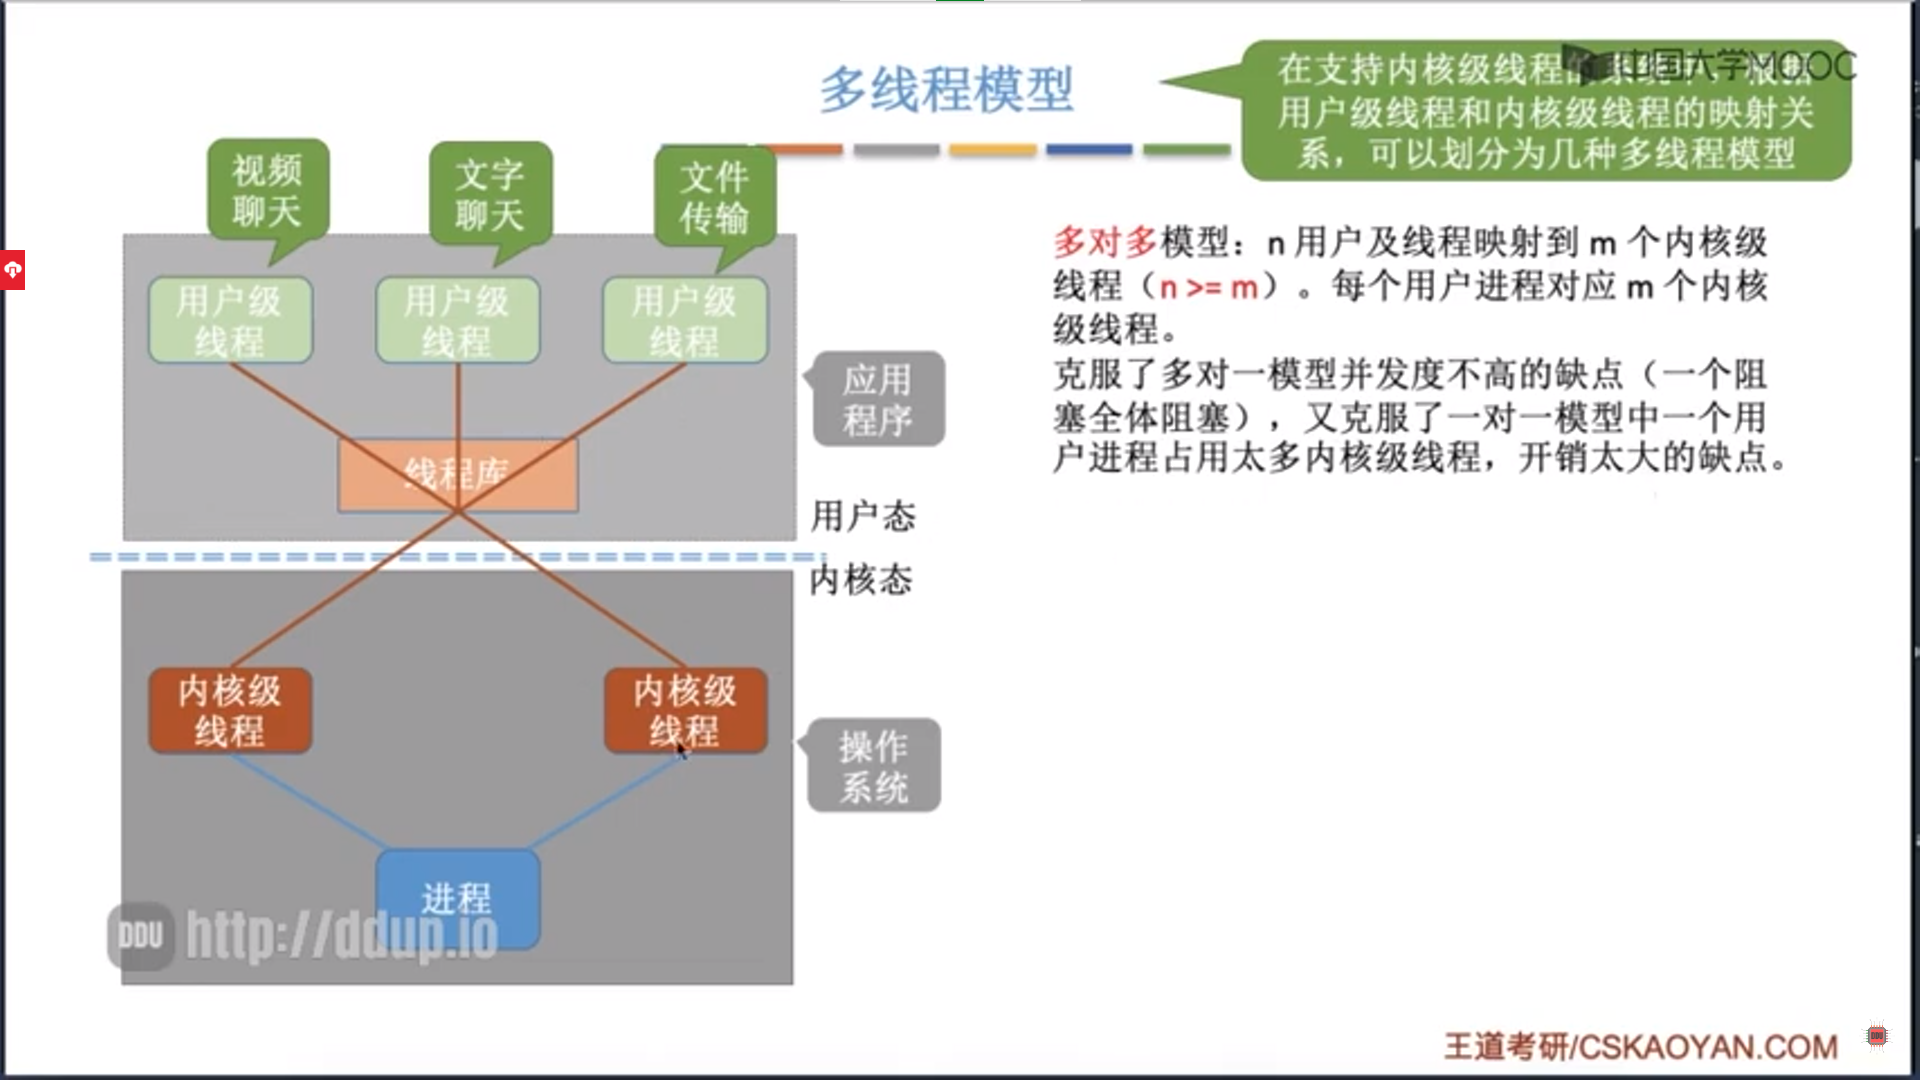 多线程模型
在支持内核级线程的系统中，根据
用户级线程和内核级线程的映射关
系，可以划分为几种多线程模型
中国大学MOOC
视频
聊天
文字
聊天
文件
传输
用户级
线程
用户级
线程
用户级
线程
线程库
应用
程序
用户态
内核态
内核级
线程
内核级
线程
操作
系统
进程
多对多模型：n 用户及线程映射到 m 个内核级
线程（n >= m）。每个用户进程对应 m 个内核
级线程。
克服了多对一模型并发度不高的缺点（一个阻
塞全体阻塞），又克服了一对一模型中一个用
户进程占用太多内核级线程，开销太大的缺点。
DDU http://ddup.io
王道考研/CSKAOYAN.COM